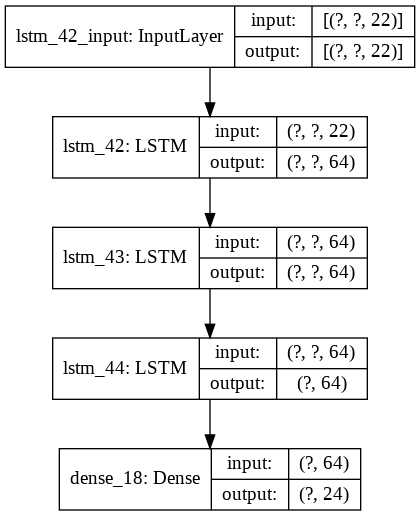 lstm_42_input: InputLayer
input: [(?, ?, 22)]
output: [(?, ?, 22)]
lstm_42: LSTM
input: (?, ?, 22)
output: (?, ?, 64)
lstm_43: LSTM
input: (?, ?, 64)
output: (?, ?, 64)
lstm_44: LSTM
input: (?, ?, 64)
output: (?, 64)
dense_18: Dense
input: (?, 64)
output: (?, 24)